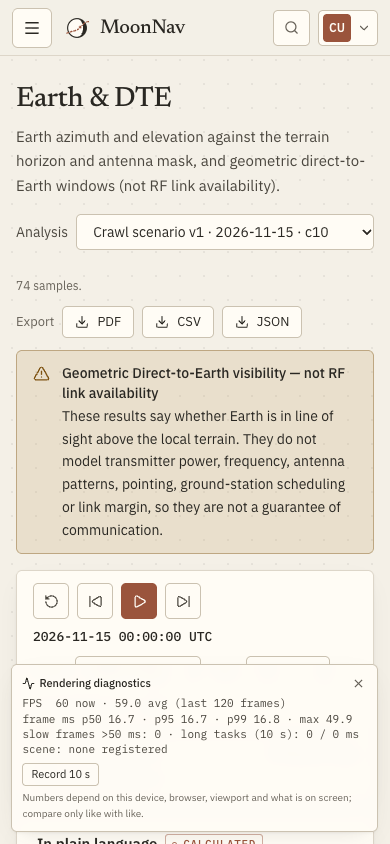 MoonNav
CU
Earth & DTE
Earth azimuth and elevation against the terrain
horizon and antenna mask, and geometric direct-to-
Earth windows (not RF link availability).
Analysis
Crawl scenario v1 · 2026-11-15 · c10
74 samples.
Export
PDF
CSV
JSON
Geometric Direct-to-Earth visibility — not RF
link availability
These results say whether Earth is in line of
sight above the local terrain. They do not
model transmitter power, frequency, antenna
patterns, pointing, ground-station scheduling
or link margin, so they are not a guarantee of
communication.
2026-11-15 00:00:00 UTC
Rendering diagnostics
FPS 60 now · 59.0 avg (last 120 frames)
frame ms p50 16.7 · p95 16.7 · p99 16.8 · max 49.9
slow frames >50 ms: 0 · long tasks (10 s): 0 / 0 ms
scene: none registered
Record 10 s
Numbers depend on this device, browser, viewport and what is on screen;
compare only like with like.
In plain language
CALCULATED